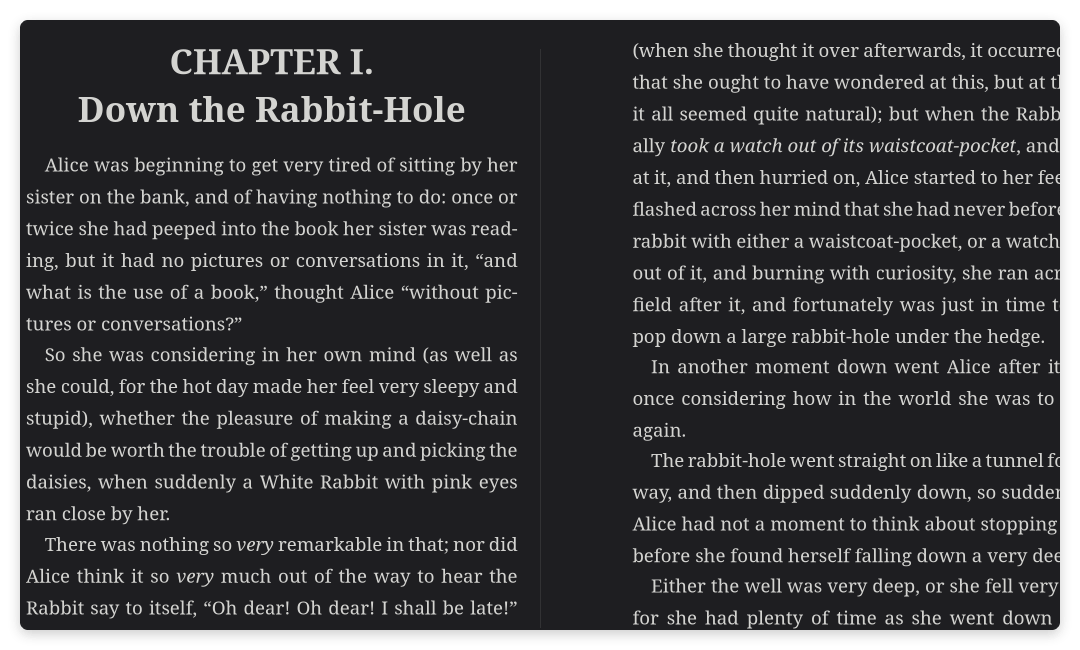 CHAPTER I.
Down the Rabbit-Hole
Alice was beginning to get very tired of sitting by her
sister on the bank, and of having nothing to do: once or
twice she had peeped into the book her sister was read-
ing, but it had no pictures or conversations in it, “and
what is the use of a book,” thought Alice “without pic-
tures or conversations?”
So she was considering in her own mind (as well as
she could, for the hot day made her feel very sleepy and
stupid), whether the pleasure of making a daisy-chain
would be worth the trouble of getting up and picking the
daisies, when suddenly a White Rabbit with pink eyes
ran close by her.
There was nothing so very remarkable in that; nor did
Alice think it so very much out of the way to hear the
Rabbit say to itself, “Oh dear! Oh dear! I shall be late!”
(when she thought it over afterwards, it occurred
that she ought to have wondered at this, but at
it all seemed quite natural); but when the
ally took a watch out of its waistcoat-pocket, and
at it, and then hurried on, Alice started to her
flashed across her mind that she had never before
rabbit with either a waistcoat-pocket, or a watch
out of it, and burning with curiosity, she ran
field after it, and fortunately was just in time
pop down a large rabbit-hole under the hedge.
In another moment down went Alice after it
once considering how in the world she was to
again.
The rabbit-hole went straight on like a tunnel
way, and then dipped suddenly down, so
Alice had not a moment to think about stopping
before she found herself falling down a very
Either the well was very deep, or she fell very
for she had plenty of time as she went down